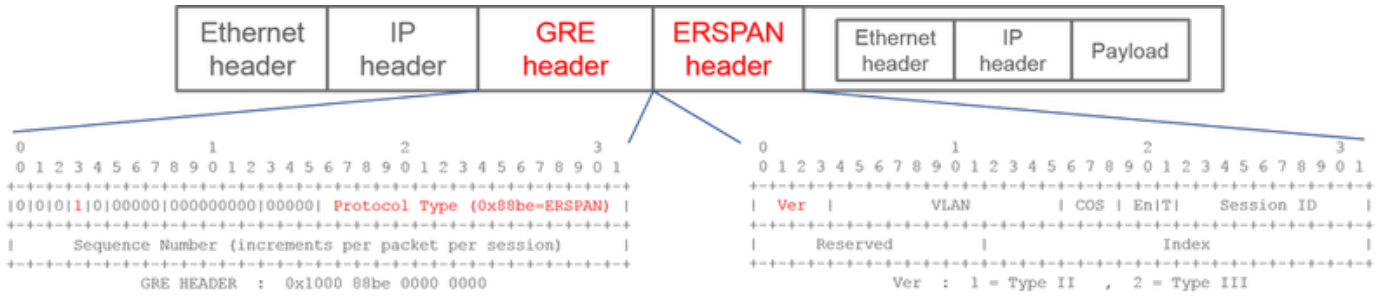 Ethernet header
IP header
GRE header
ERSPAN header
Ethernet header
IP header
Payload
0 1 2 3
0 1 2 3 4 5 6 7 8 9 0 1 2 3 4 5 6 7 8 9 0 1 2 3 4 5 6 7 8 9 0 1
+-+-+-+-+-+-+-+-+-+-+-+-+-+-+-+-+-+-+-+-+-+-+-+-+-+-+-+-+-+-+-+-+
|0|0|0|1|0|00000|000000000|00000| Protocol Type (0x88be=ERSPAN) |
+-+-+-+-+-+-+-+-+-+-+-+-+-+-+-+-+-+-+-+-+-+-+-+-+-+-+-+-+-+-+-+-+
| Sequence Number (increments per packet per session) |
+-+-+-+-+-+-+-+-+-+-+-+-+-+-+-+-+-+-+-+-+-+-+-+-+-+-+-+-+-+-+-+-+
GRE HEADER : 0x1000 88be 0000 0000
0 1 2 3
0 1 2 3 4 5 6 7 8 9 0 1 2 3 4 5 6 7 8 9 0 1 2 3 4 5 6 7 8 9 0 1
+-+-+-+-+-+-+-+-+-+-+-+-+-+-+-+-+-+-+-+-+-+-+-+-+-+-+-+-+-+-+-+-+
| Ver | VLAN | COS | En|T| Session ID |
+-+-+-+-+-+-+-+-+-+-+-+-+-+-+-+-+-+-+-+-+-+-+-+-+-+-+-+-+-+-+-+-+
| Reserved | Index |
+-+-+-+-+-+-+-+-+-+-+-+-+-+-+-+-+-+-+-+-+-+-+-+-+-+-+-+-+-+-+-+-+
Ver : 1 = Type II , 2 = Type III